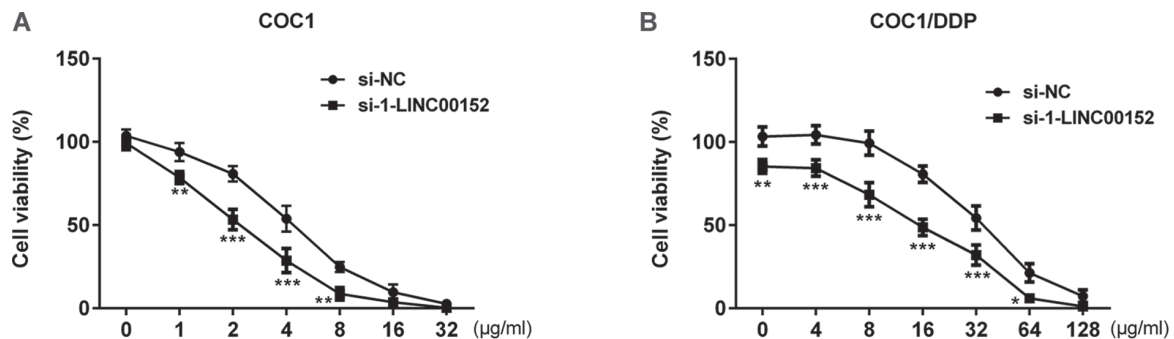 A
COC1
Cell viability (%)
150
100
50
0
si-NC
si-1-LINC00152
**
***
***
**
0 1 2 4 8 16 32 (µg/ml)
B
COC1/DDP
Cell viability (%)
150
100
50
0
si-NC
si-1-LINC00152
**
***
***
***
***
*
0 4 8 16 32 64 128 (µg/ml)